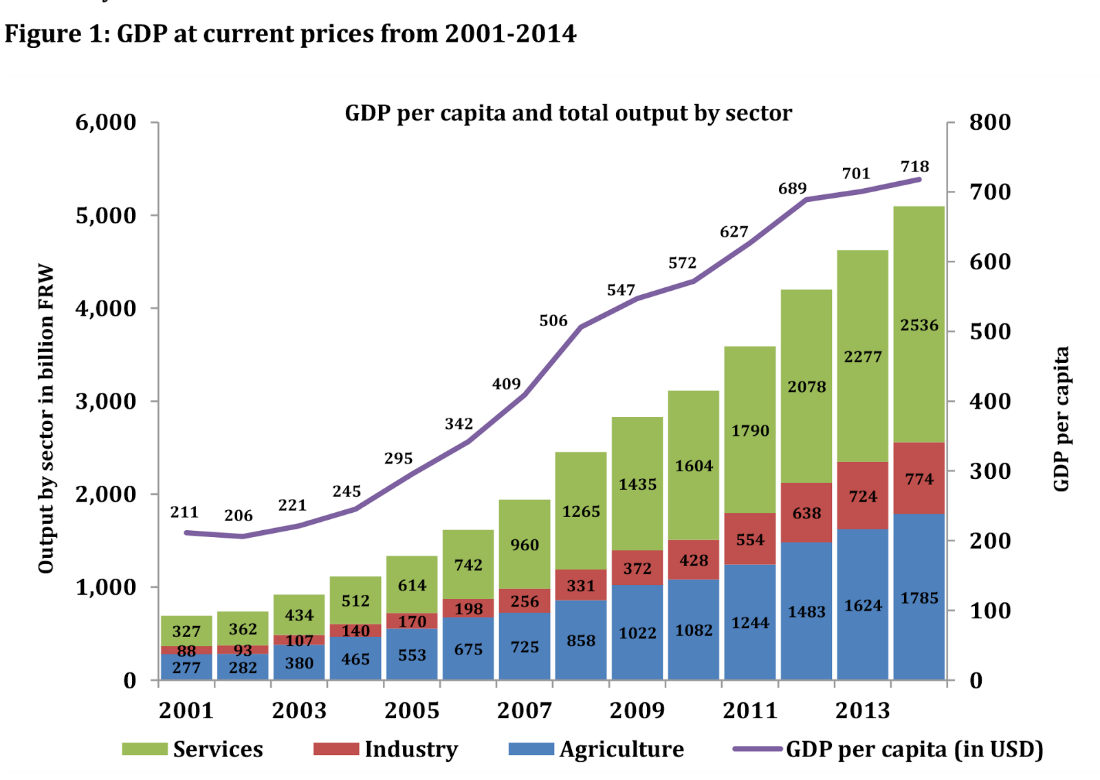 Figure 1: GDP at current prices from 2001-2014
GDP per capita and total output by sector
6,000
5,000
4,000
3,000
2,000
1,000
0
Output by sector in billion FRW
800
700
600
500
400
300
200
100
0
GDP per capita
211 206 221 245 295 342 409 506 547 572 627 689 701 718
327 362 434 512 614 742 960 1265 1435 1604 1790 2078 2277 2536
88 93 107 140 170 198 256 331 372 428 554 638 724 774
277 282 380 465 553 675 725 858 1022 1082 1244 1483 1624 1785
2001 2003 2005 2007 2009 2011 2013
Services Industry Agriculture GDP per capita (in USD)